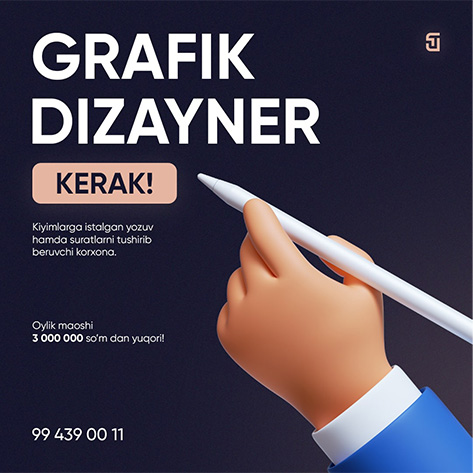 GRAFIK
DIZAYNER
KERAK!
Kiyimlarga istalgan yozuv
hamda suratlarni tushirib
beruvchi korxona.
Oylik maoshi
3 000 000 so'm dan yuqori!
99 439 00 11